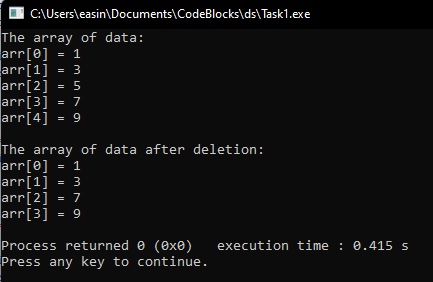 C:\Users\easin\Documents\CodeBlocks\ds\Task1.exe
The array of data:
arr[0] = 1
arr[1] = 3
arr[2] = 5
arr[3] = 7
arr[4] = 9

The array of data after deletion:
arr[0] = 1
arr[1] = 3
arr[2] = 7
arr[3] = 9

Process returned 0 (0x0)   execution time : 0.415 s
Press any key to continue.